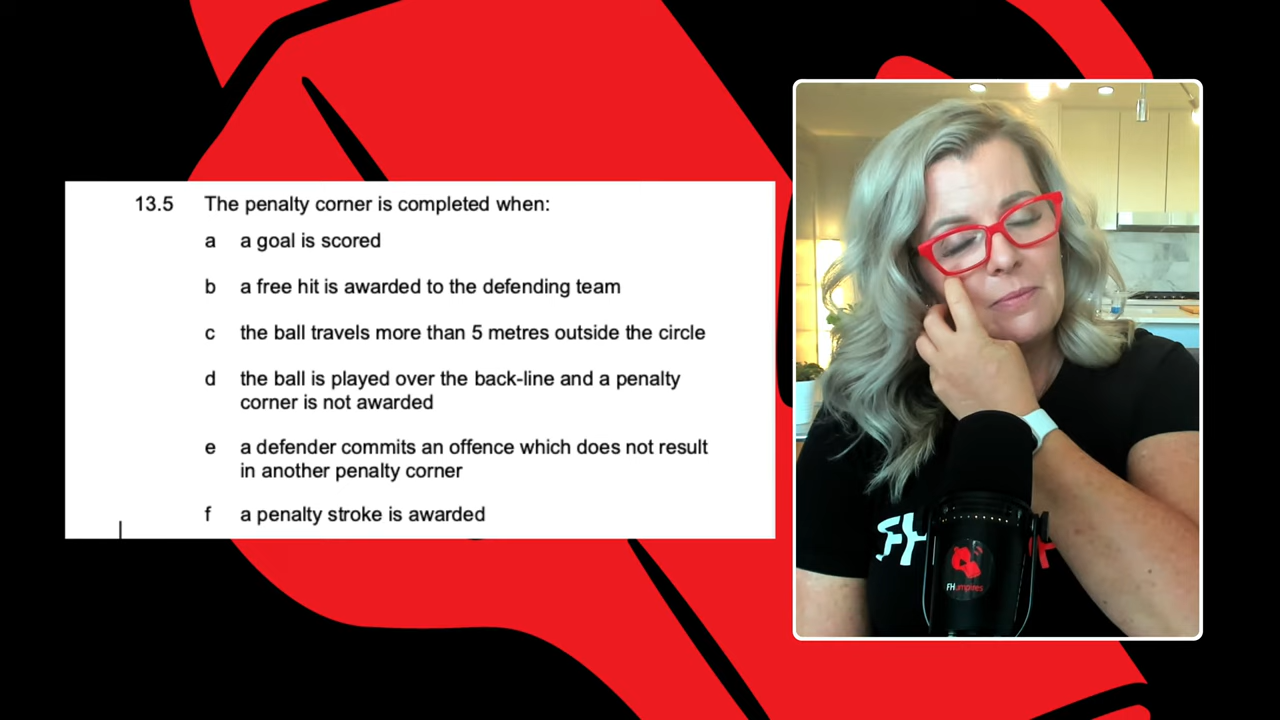 13.5 The penalty corner is completed when:
a a goal is scored
b a free hit is awarded to the defending team
c the ball travels more than 5 metres outside the circle
d the ball is played over the back-line and a penalty
corner is not awarded
e a defender commits an offence which does not result
in another penalty corner
f a penalty stroke is awarded
FH
FHumpires